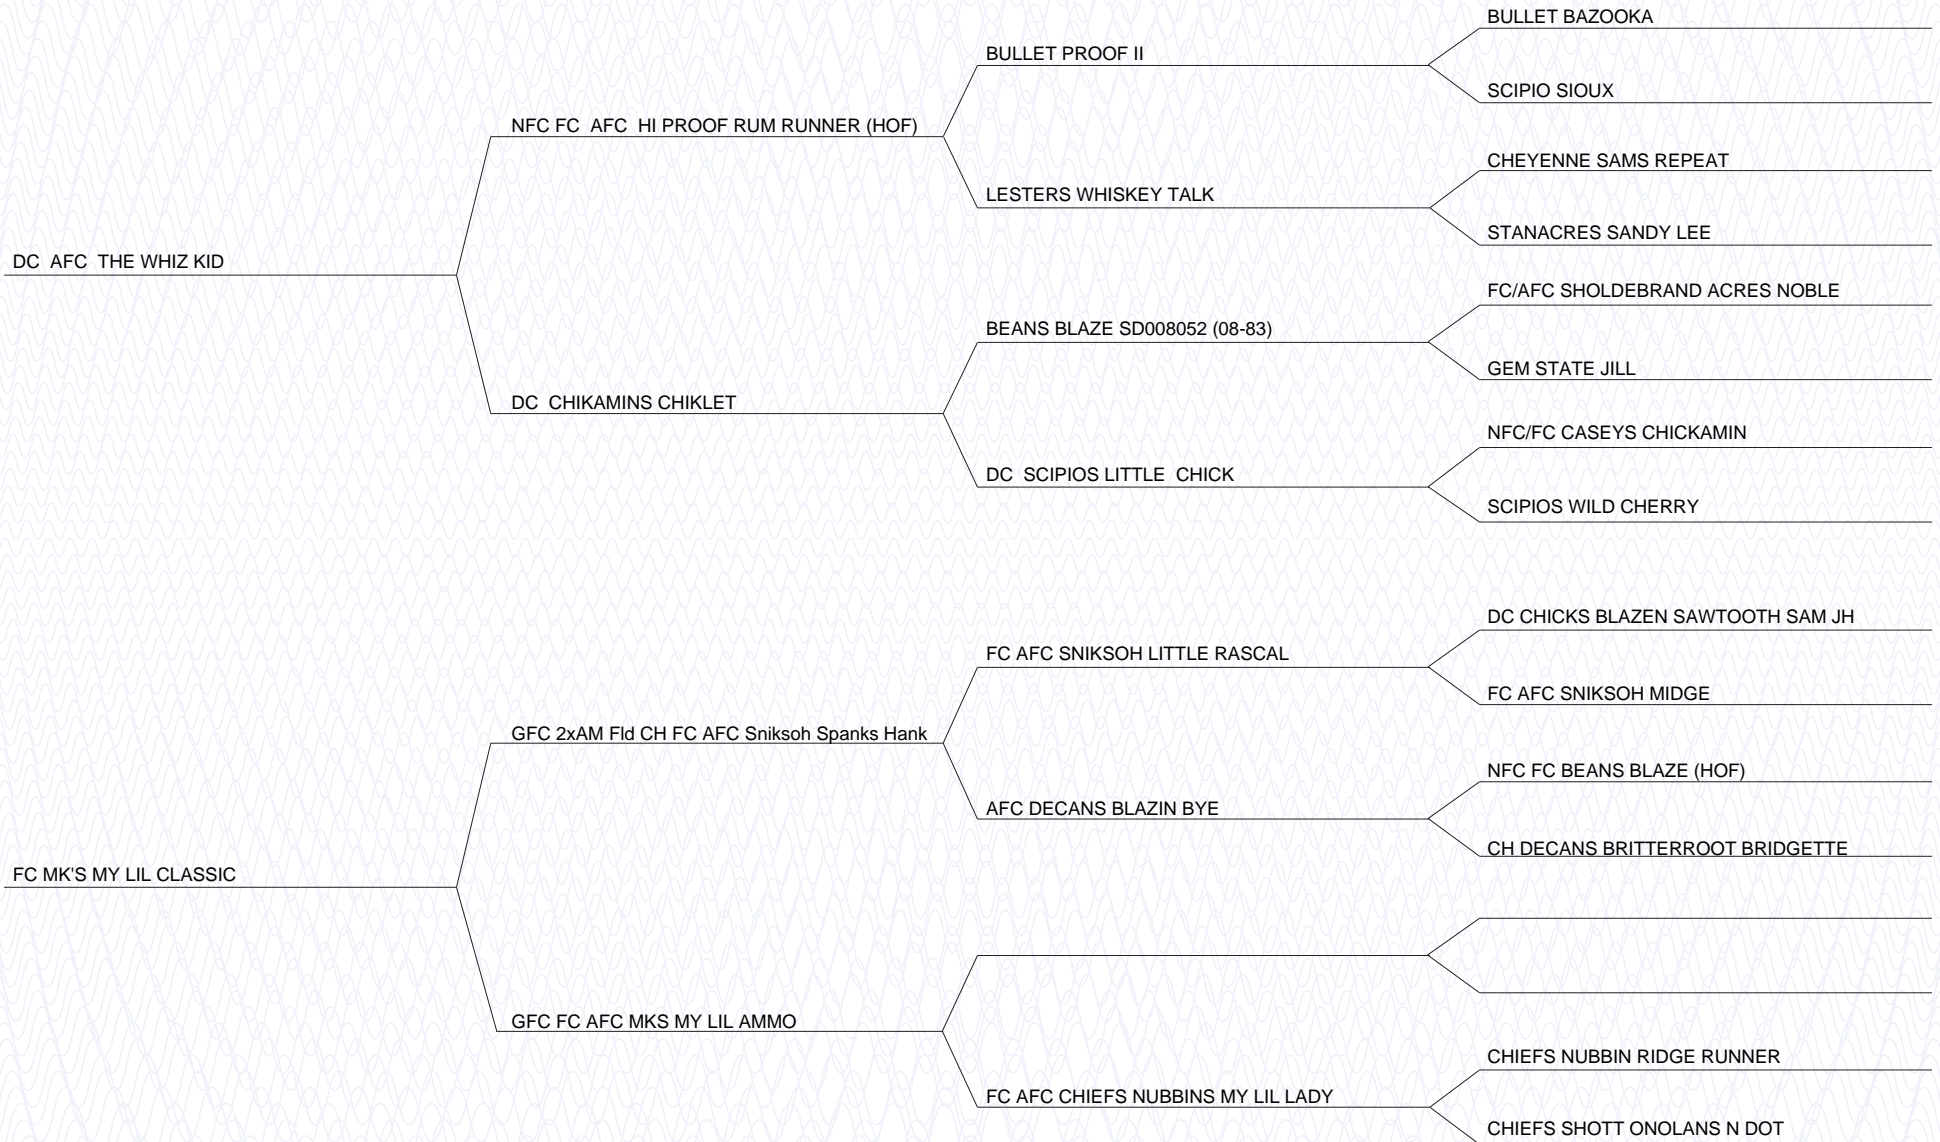 BULLET BAZOOKA
BULLET PROOF II
SCIPIO SIOUX
NFC FC  AFC  HI PROOF RUM RUNNER (HOF)
CHEYENNE SAMS REPEAT
LESTERS WHISKEY TALK
STANACRES SANDY LEE
DC  AFC  THE WHIZ KID
FC/AFC SHOLDEBRAND ACRES NOBLE
BEANS BLAZE SD008052 (08-83)
GEM STATE JILL
DC  CHIKAMINS CHIKLET
NFC/FC CASEYS CHICKAMIN
DC  SCIPIOS LITTLE  CHICK
SCIPIOS WILD CHERRY
DC CHICKS BLAZEN SAWTOOTH SAM JH
FC AFC SNIKSOH LITTLE RASCAL
FC AFC SNIKSOH MIDGE
GFC 2xAM Fld CH FC AFC Sniksoh Spanks Hank
NFC FC BEANS BLAZE (HOF)
AFC DECANS BLAZIN BYE
CH DECANS BRITTERROOT BRIDGETTE
FC MK'S MY LIL CLASSIC
GFC FC AFC MKS MY LIL AMMO
CHIEFS NUBBIN RIDGE RUNNER
FC AFC CHIEFS NUBBINS MY LIL LADY
CHIEFS SHOTT ONOLANS N DOT